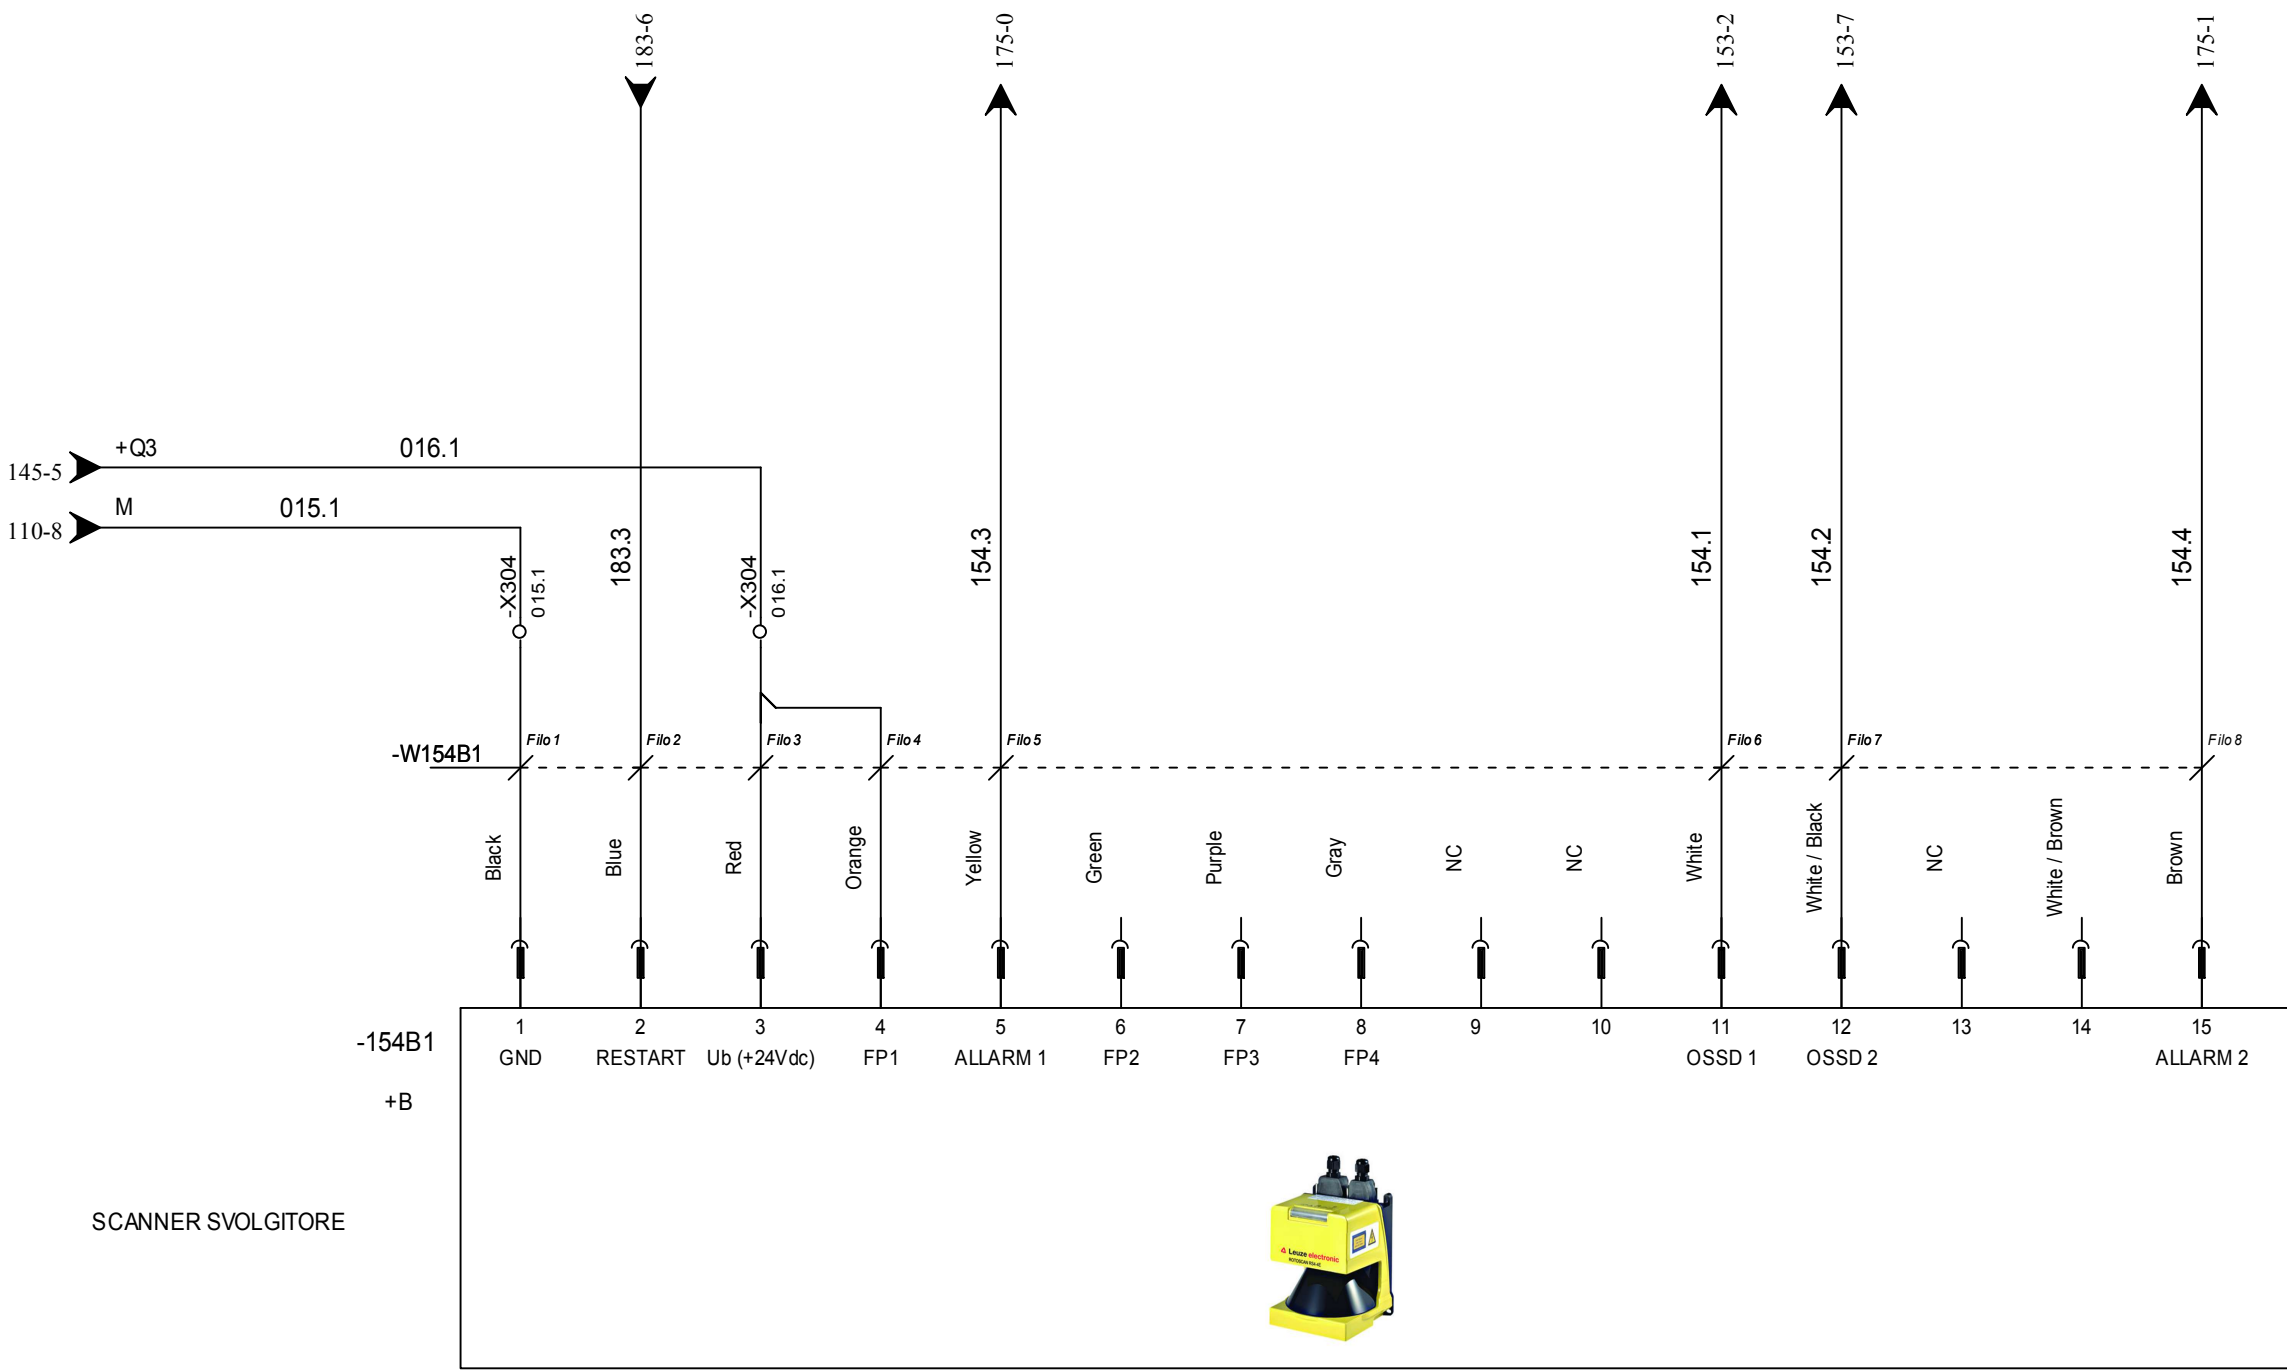 183-6
175-0
153-2
153-7
175-1
+Q3
016.1
145-5
M
015.1
110-8
-X304
015.1
183.3
-X304
016.1
154.3
154.1
154.2
154.4
Filo 1
Filo 2
Filo 3
Filo 4
Filo 5
Filo 6
Filo 7
Filo 8
-W154B1
Black
Blue
Red
Orange
Yellow
Green
Purple
Gray
NC
NC
White
White / Black
NC
White / Brown
Brown
1 2 3 4 5 6 7 8 9 10 11 12 13 14 15
-154B1
GND RESTART Ub (+24Vdc) FP1 ALLARM 1 FP2 FP3 FP4 OSSD 1 OSSD 2 ALLARM 2
+B
SCANNER SVOLGITORE
Leuze electronic
ROTOSCAN RS4-4E